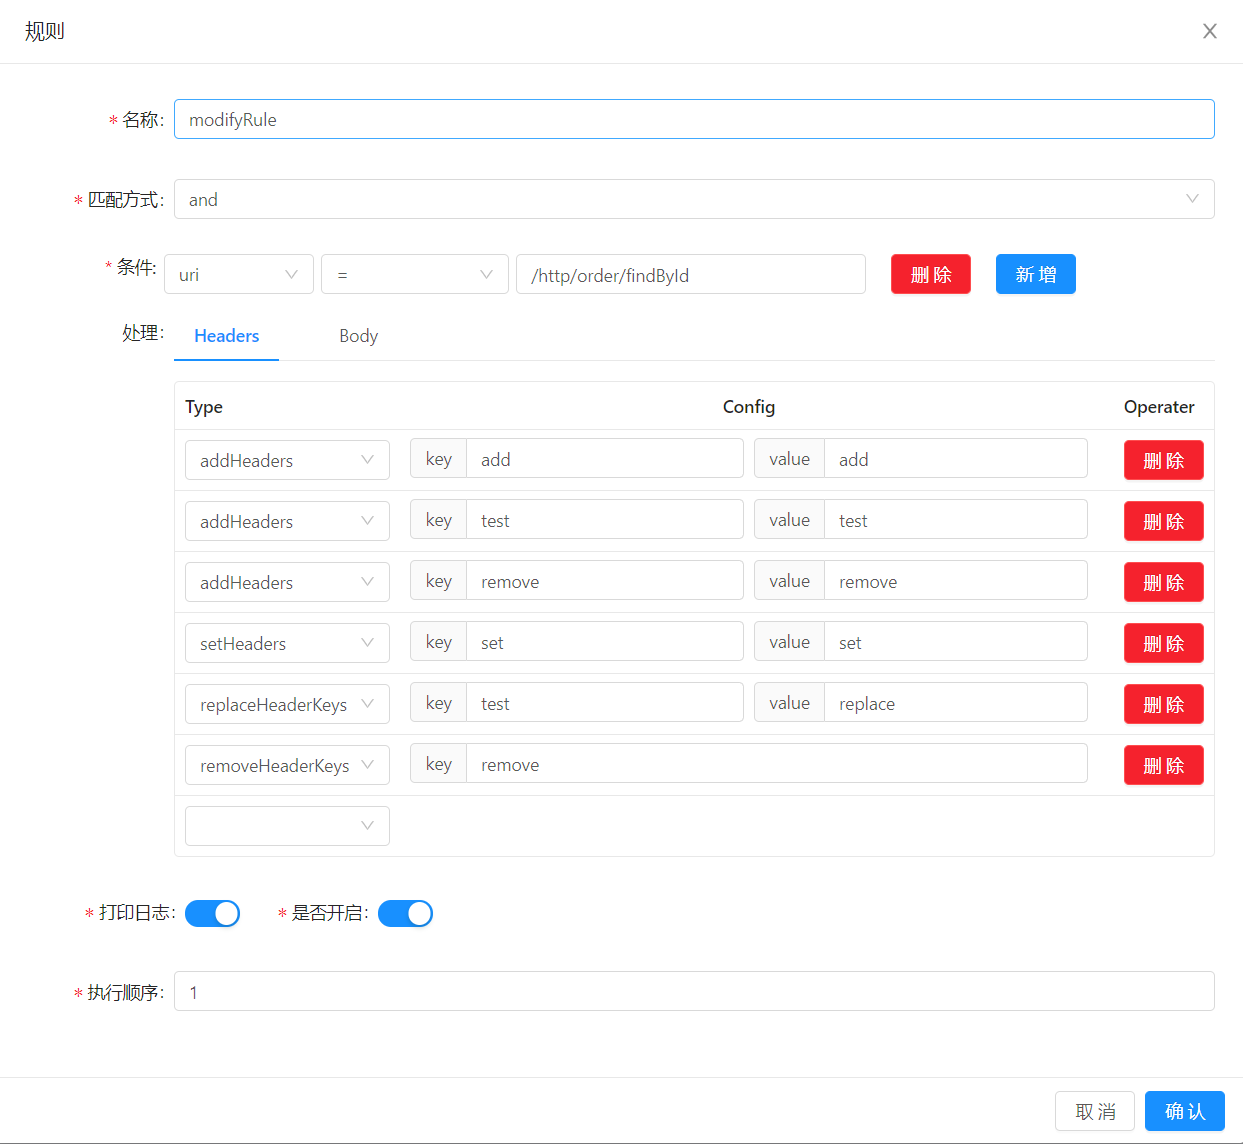 规则
* 名称: modifyRule
* 匹配方式: and
* 条件: uri = /http/order/findById 删 除 新 增
处理: Headers Body
Type Config Operater
addHeaders key add value add 删 除
addHeaders key test value test 删 除
addHeaders key remove value remove 删 除
setHeaders key set value set 删 除
replaceHeaderKeys key test value replace 删 除
removeHeaderKeys key remove 删 除
* 打印日志: * 是否开启:
* 执行顺序: 1
取 消 确 认